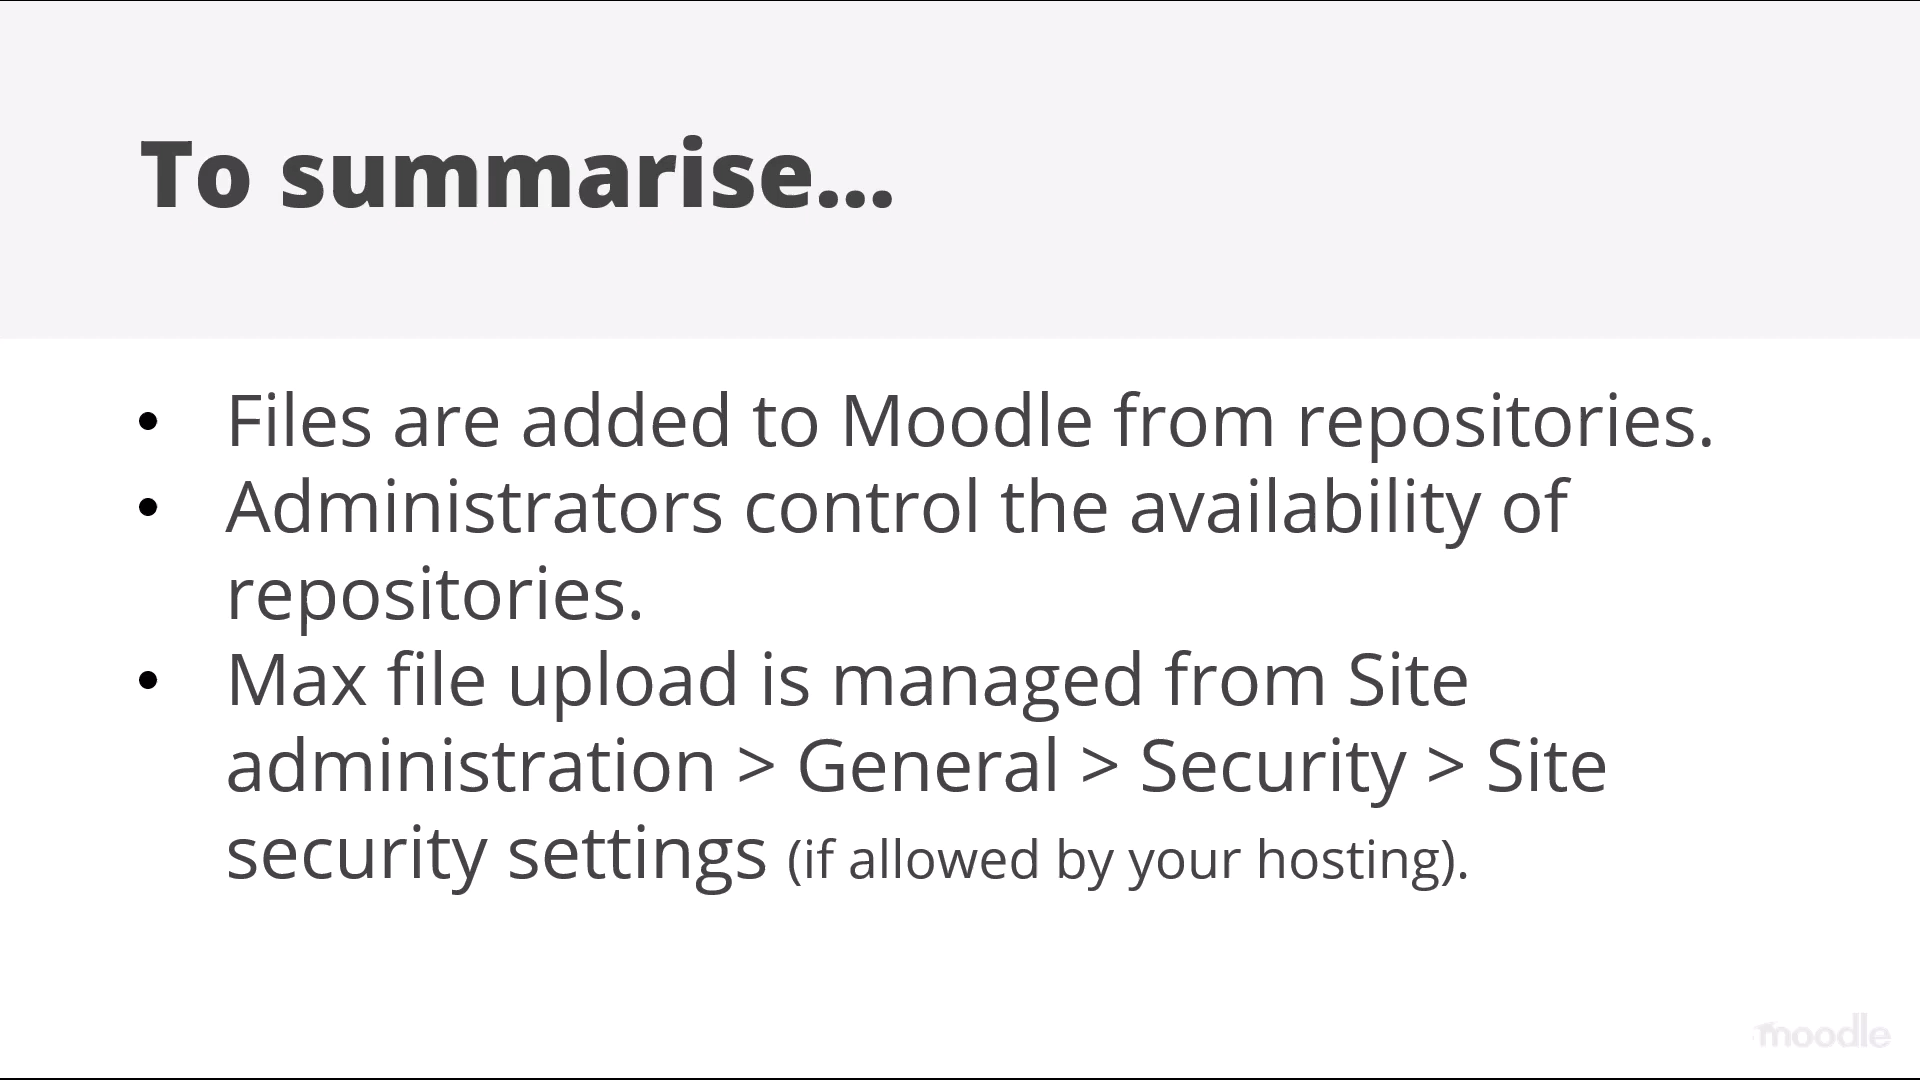 To summarise...
• Files are added to Moodle from repositories.
• Administrators control the availability of
repositories.
• Max file upload is managed from Site
administration > General > Security > Site
security settings (if allowed by your hosting).
moodle